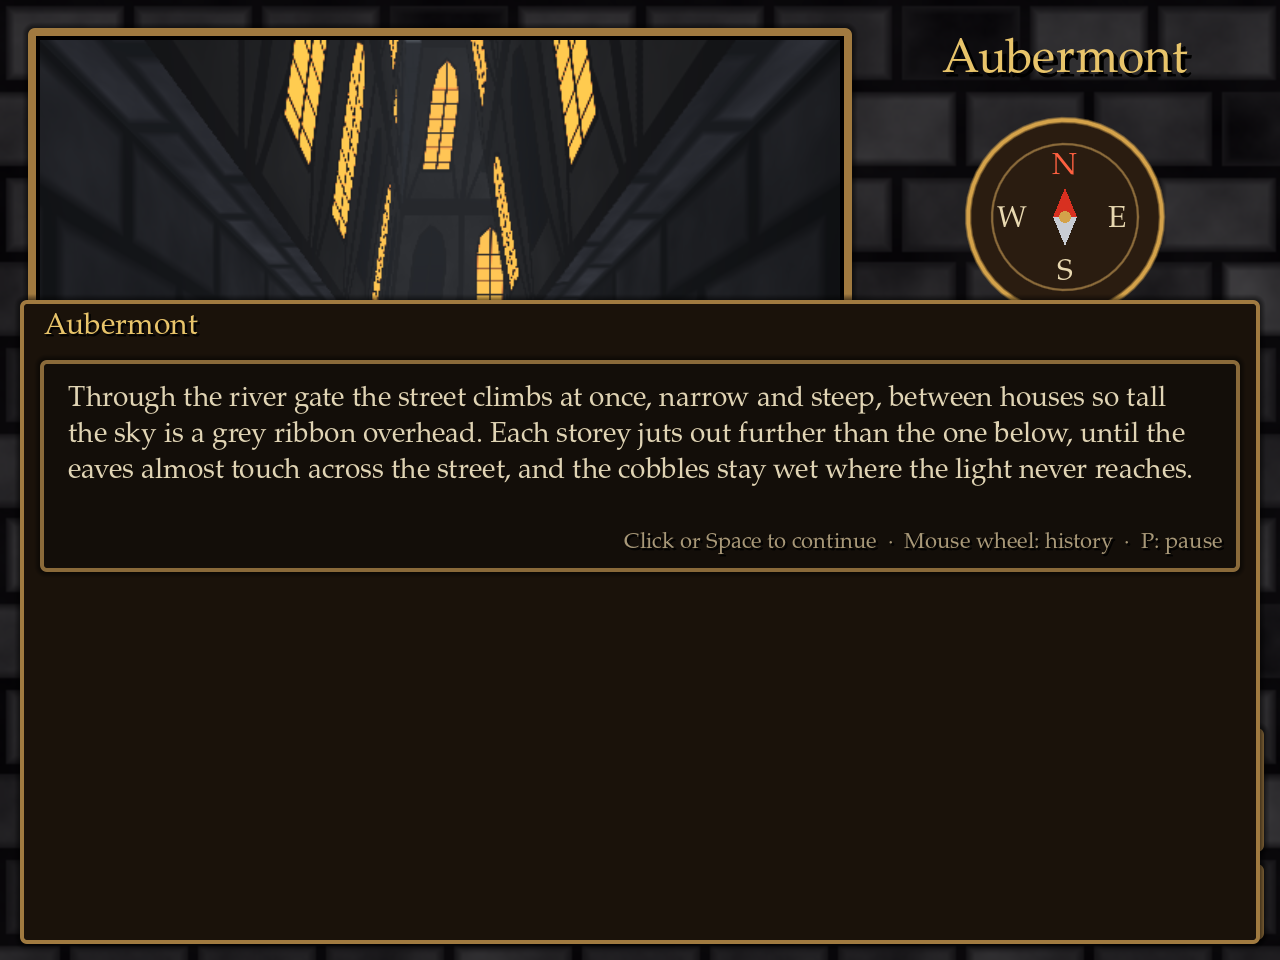 Aubermont
N
W E
S
Aubermont
Through the river gate the street climbs at once, narrow and steep, between houses so tall
the sky is a grey ribbon overhead. Each storey juts out further than the one below, until the
eaves almost touch across the street, and the cobbles stay wet where the light never reaches.
Click or Space to continue · Mouse wheel: history · P: pause